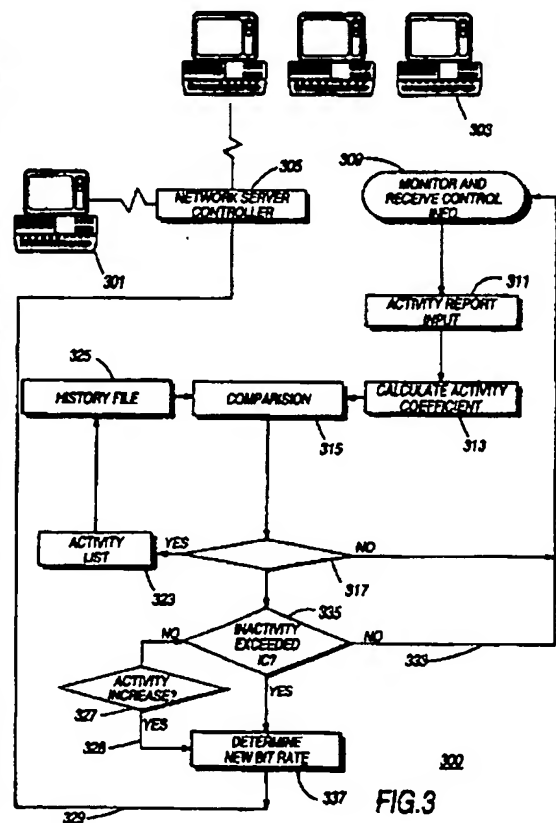 303
305
309
NETWORK SERVER
CONTROLLER
MONITOR AND
RECEIVE CONTROL
INFO
301
311
ACTIVITY REPORT
INPUT
325
HISTORY FILE
COMPARISION
CALCULATE ACTIVITY
COEFFICIENT
315
313
ACTIVITY
LIST
YES
NO
323
317
335
INACTIVITY
EXCEEDED
IC?
NO
NO
333
ACTIVITY
INCREASE?
327
YES
YES
328
DETERMINE
NEW BIT RATE
337
300
329
FIG.3